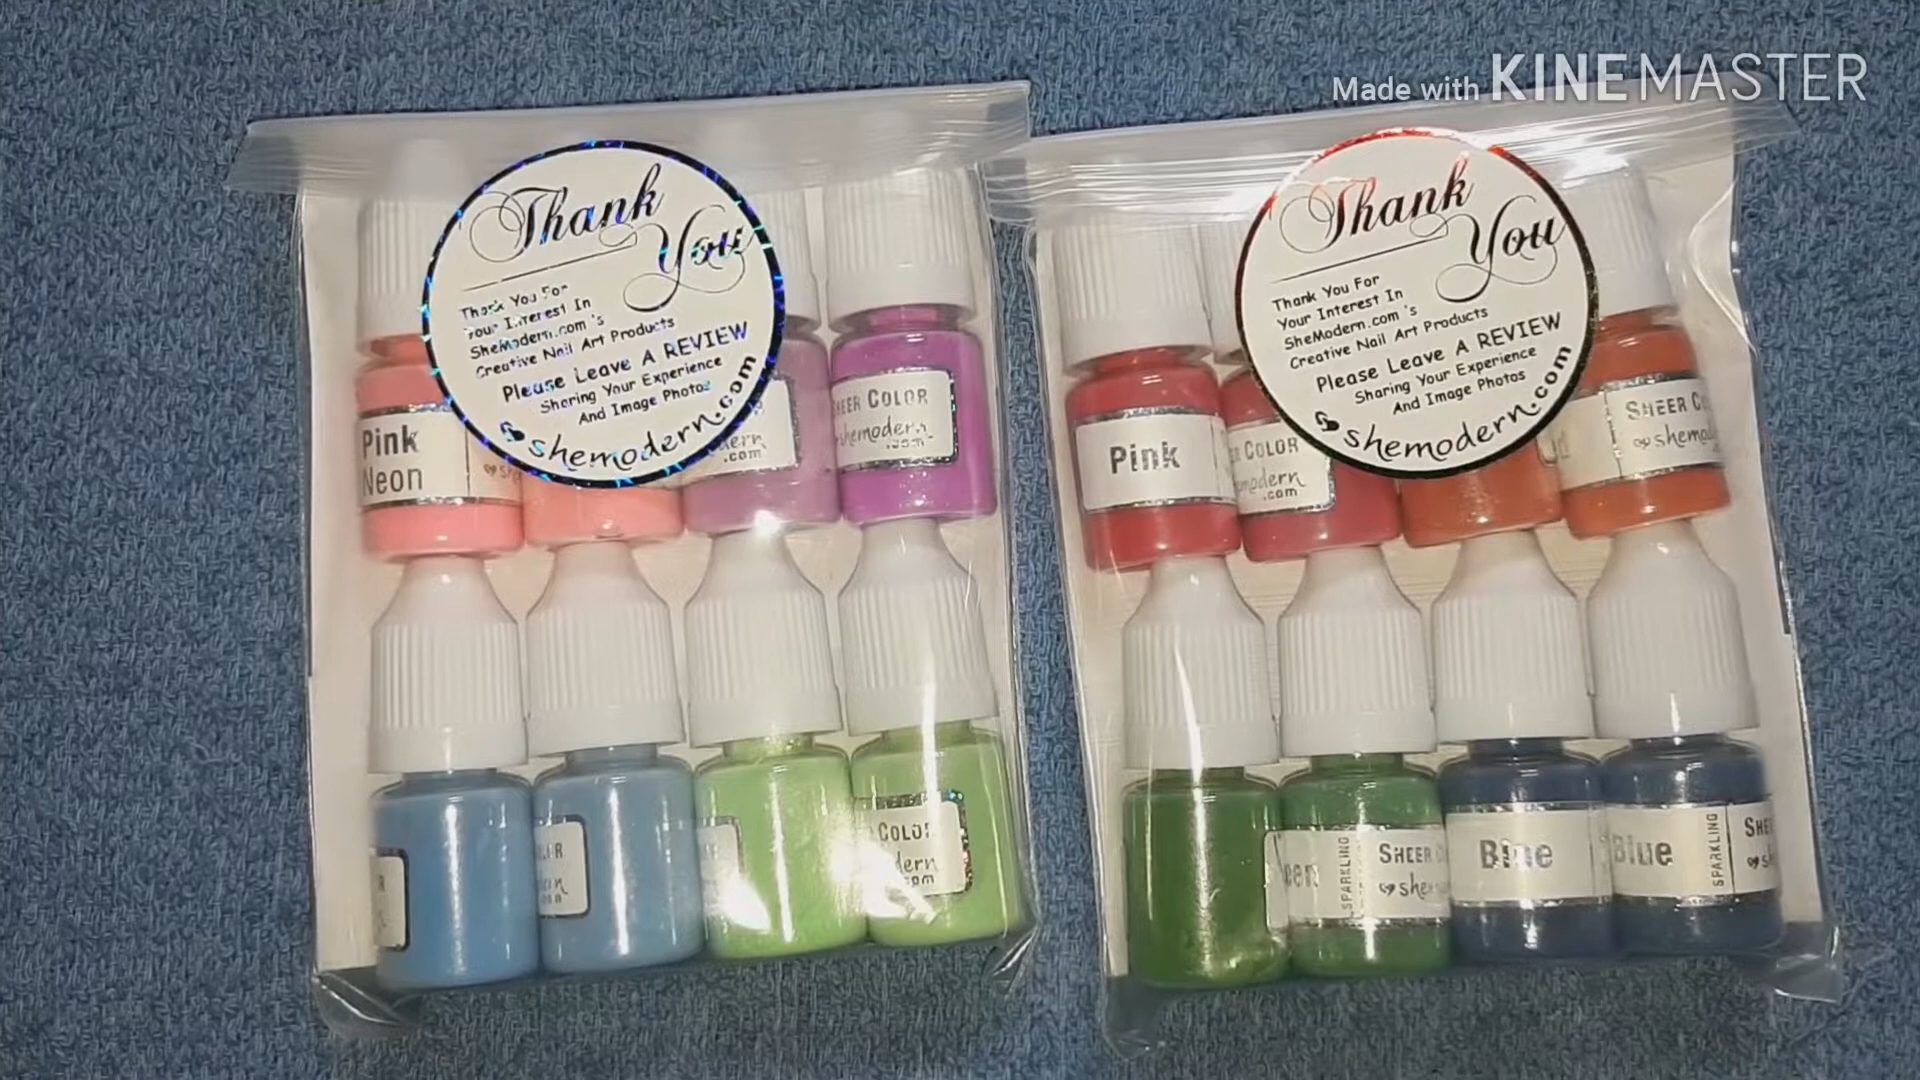 Made with KINEMASTER
Thank
You
Thank You For
Your Interest In
SheModern.com 's
Creative Nail Art Products
Please Leave A REVIEW
Sharing Your Experience
And Image Photos
shemodern.com
Pink
Neon
SHEER COLOR
shemodern
.com
.com
Thank
You
Thank You For
Your Interest In
SheModern.com 's
Creative Nail Art Products
Please Leave A REVIEW
Sharing Your Experience
And Image Photos
shemodern.com
Pink
COLOR
.com
SHEER
COLOR
SPARKLING
SHEER
Blue
Blue
SPARKLING